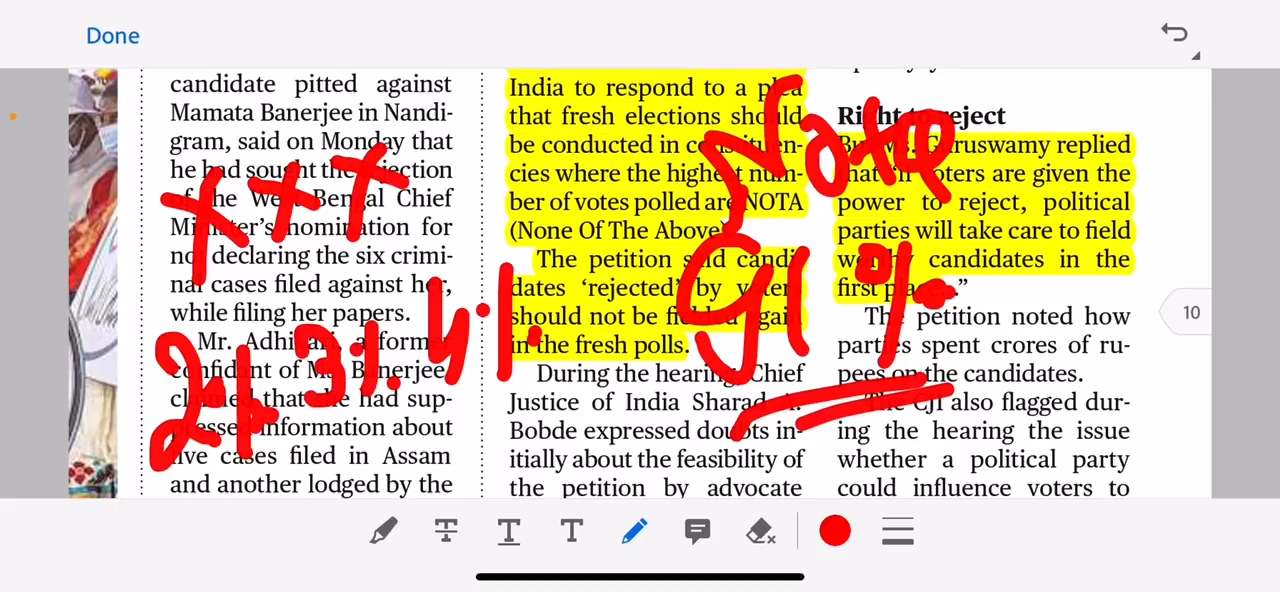 Done
candidate pitted against
Mamata Banerjee in Nandi-
gram, said on Monday that
he had sought the rejection
of the West Bengal Chief
Minister's nomination for
not declaring the six crimi-
nal cases filed against her,
while filing her papers.
Mr. Adhikari, a former
confidant of Ms. Banerjee,
claimed that she had sup-
pressed information about
five cases filed in Assam
and another lodged by the
India to respond to a plea
that fresh elections should
be conducted in constituen-
cies where the highest num-
ber of votes polled are NOTA
(None Of The Above)
The petition said candi-
dates 'rejected' by voters
should not be fielded again
in the fresh polls.
During the hearing, Chief
Justice of India Sharad A.
Bobde expressed doubts in-
itially about the feasibility of
the petition by advocate
Right to reject
But Ms. Guruswamy replied
that "if voters are given the
power to reject, political
parties will take care to field
worthy candidates in the
first place."
The petition noted how
parties spent crores of ru-
pees on the candidates.
The CJI also flagged dur-
ing the hearing the issue
whether a political party
could influence voters to
x x x
2% 3% 4%
91%
10
T T T